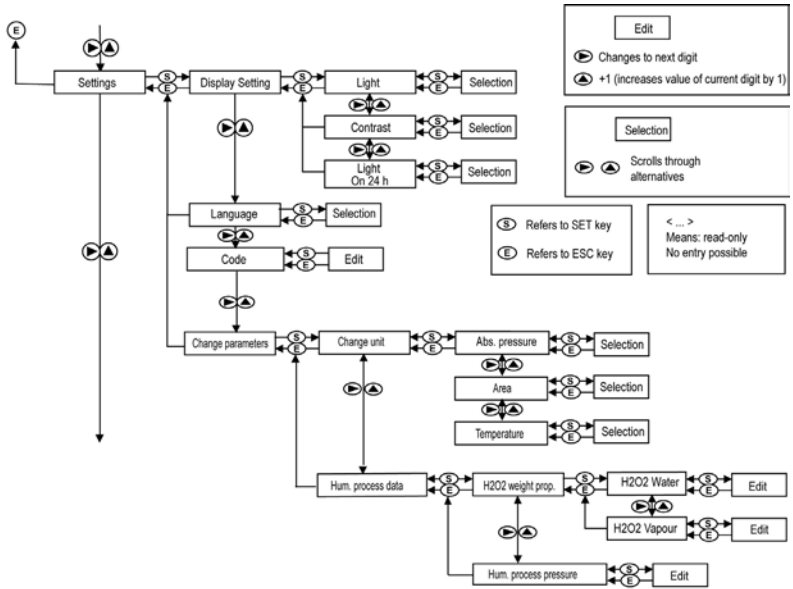 E
Edit
Changes to next digit
+1 (increases value of current digit by 1)
Settings
S
E
Display Setting
S
E
Light
S
E
Selection
Contrast
S
E
Selection
Light
On 24 h
S
E
Selection
Selection
Scrolls through
alternatives
Language
S
E
Selection
S Refers to SET key
E Refers to ESC key
< ... >
Means: read-only
No entry possible
Code
S
E
Edit
Change parameters
S
E
Change unit
S
E
Abs. pressure
S
E
Selection
Area
S
E
Selection
Temperature
S
E
Selection
Hum. process data
S
E
H2O2 weight prop.
S
E
H2O2 Water
S
E
Edit
H2O2 Vapour
S
E
Edit
Hum. process pressure
S
E
Edit